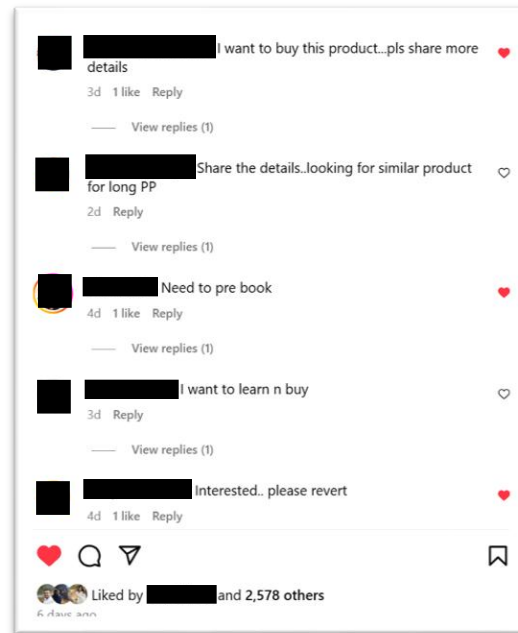 I want to buy this product...pls share more
details
3d 1 like Reply
View replies (1)
Share the details..looking for similar product
for long PP
2d Reply
View replies (1)
Need to pre book
4d 1 like Reply
View replies (1)
I want to learn n buy
3d Reply
View replies (1)
Interested.. please revert
4d 1 like Reply
Liked by and 2,578 others
6 days ago